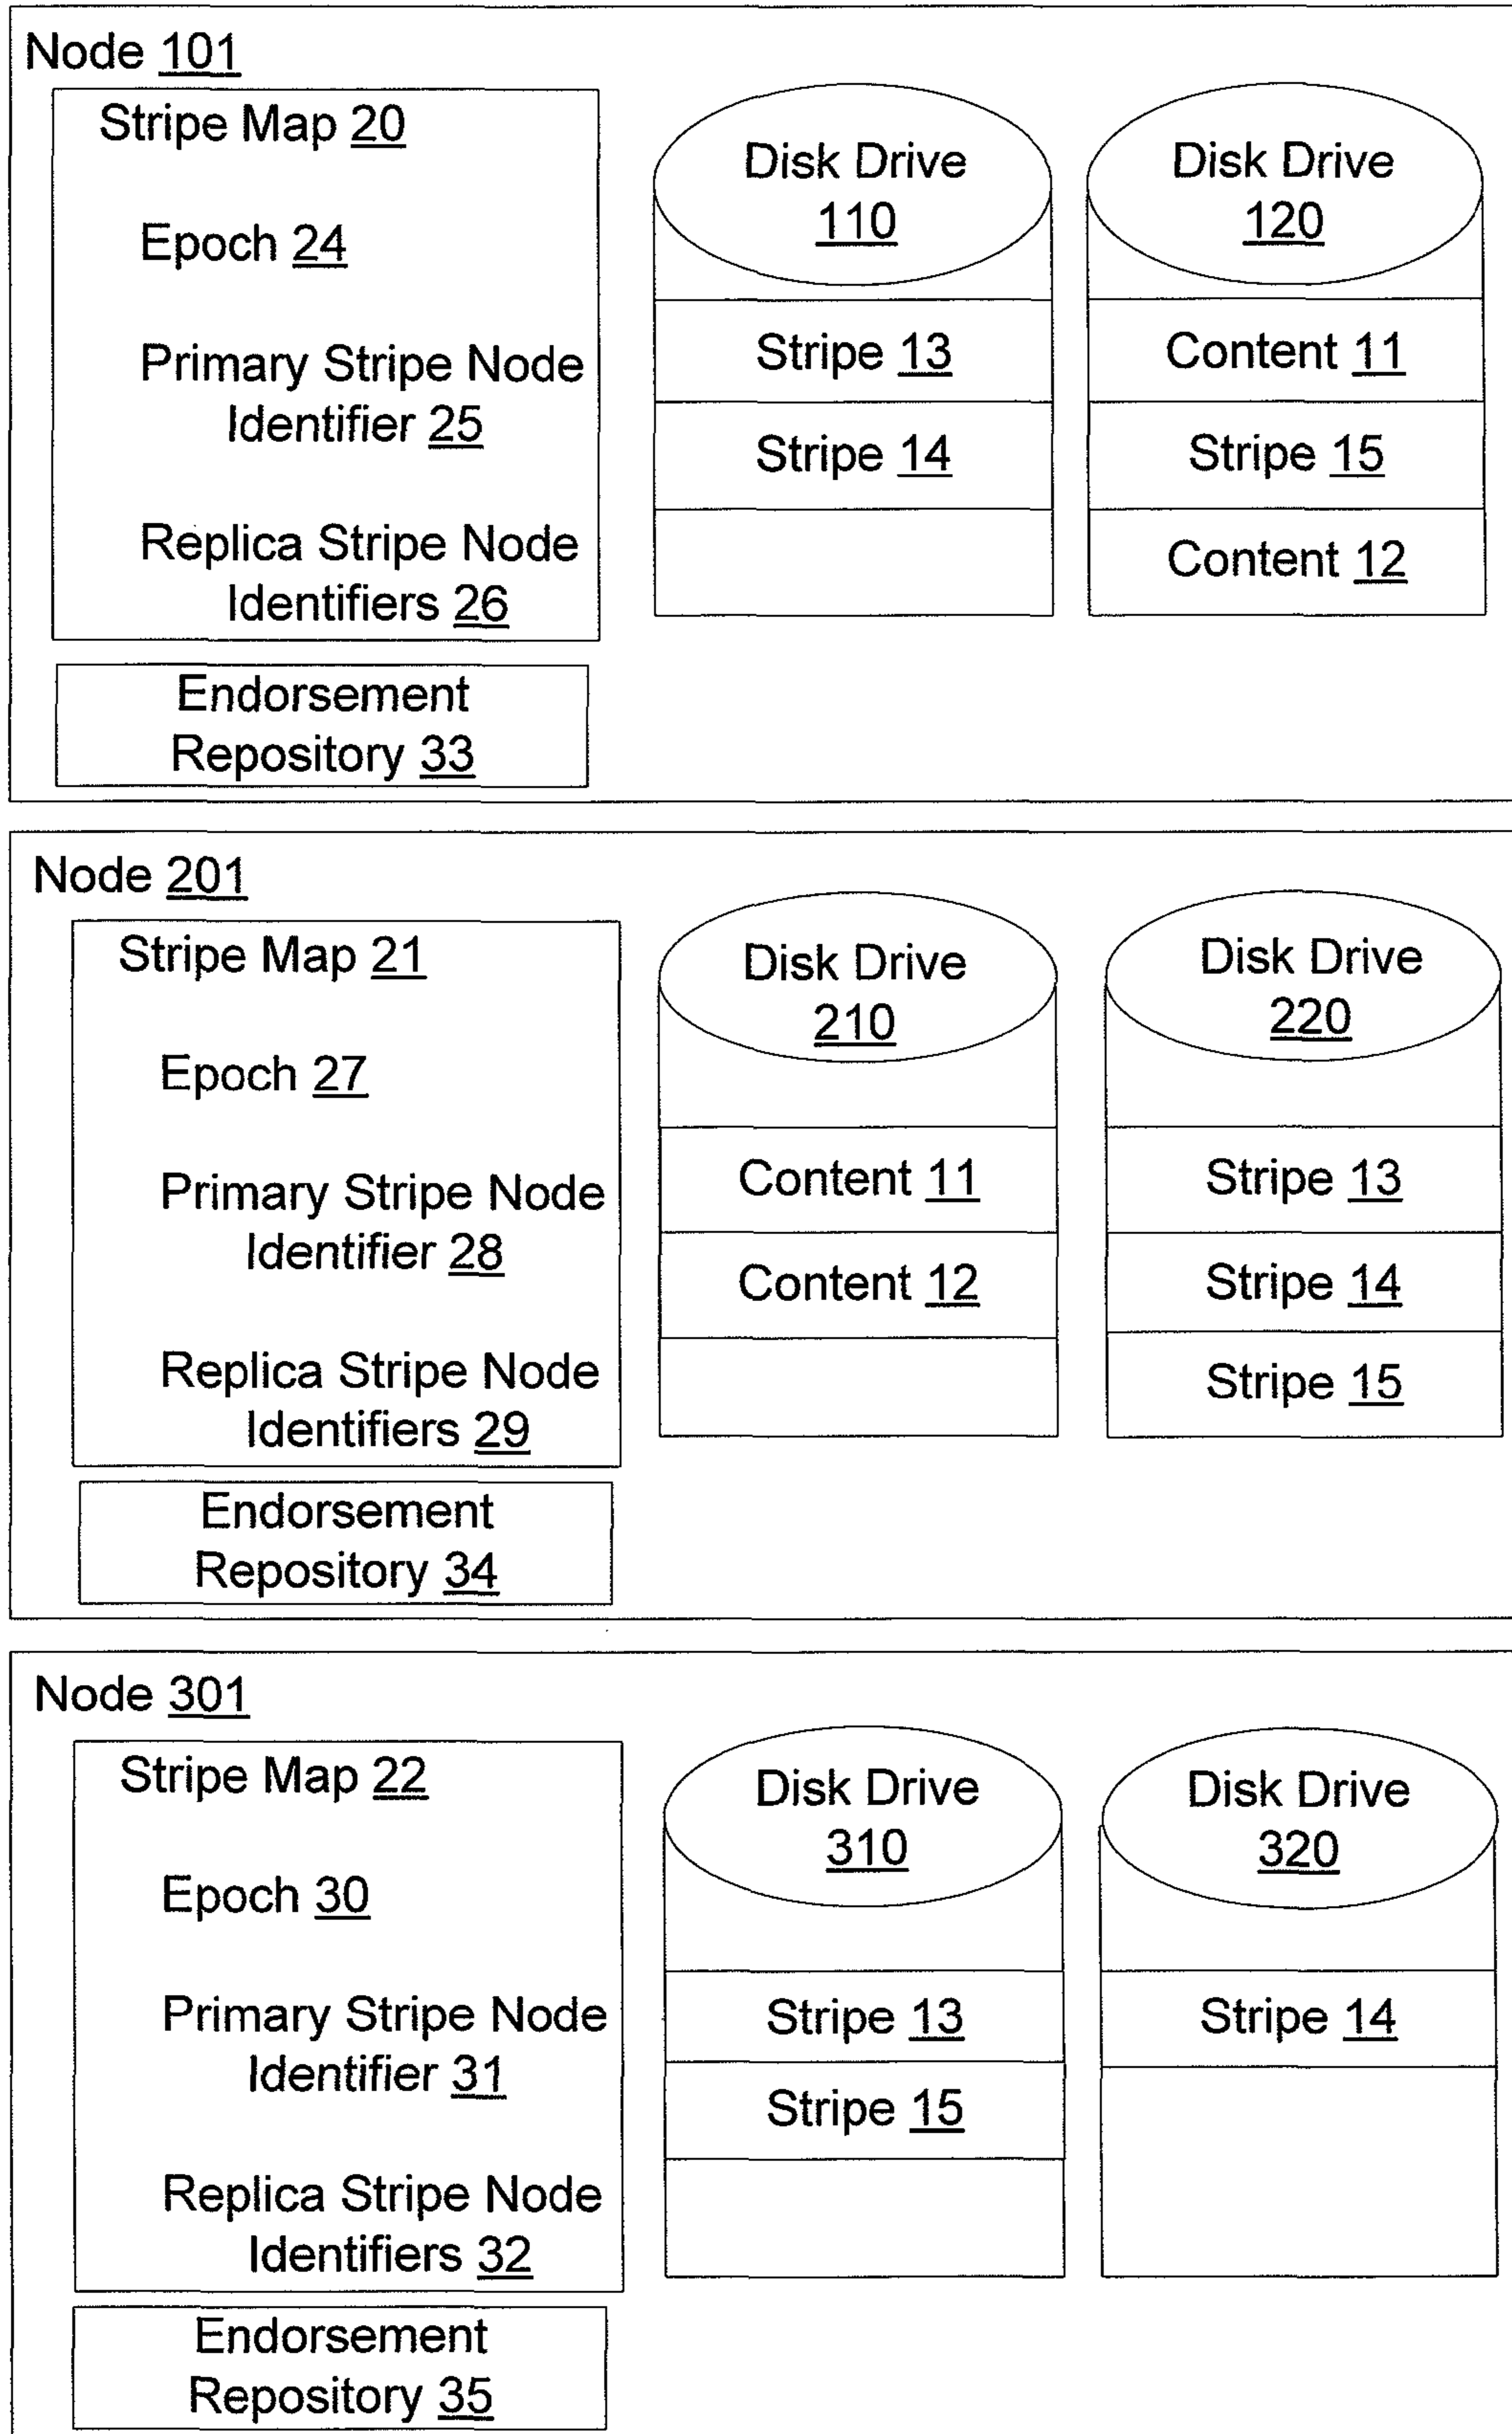 Node 101
Stripe Map 20
Epoch 24
Primary Stripe Node
Identifier 25
Replica Stripe Node
Identifiers 26
Endorsement
Repository 33
Disk Drive
110
Stripe 13
Stripe 14
Disk Drive
120
Content 11
Stripe 15
Content 12
Node 201
Stripe Map 21
Epoch 27
Primary Stripe Node
Identifier 28
Replica Stripe Node
Identifiers 29
Endorsement
Repository 34
Disk Drive
210
Content 11
Content 12
Disk Drive
220
Stripe 13
Stripe 14
Stripe 15
Node 301
Stripe Map 22
Epoch 30
Primary Stripe Node
Identifier 31
Replica Stripe Node
Identifiers 32
Endorsement
Repository 35
Disk Drive
310
Stripe 13
Stripe 15
Disk Drive
320
Stripe 14